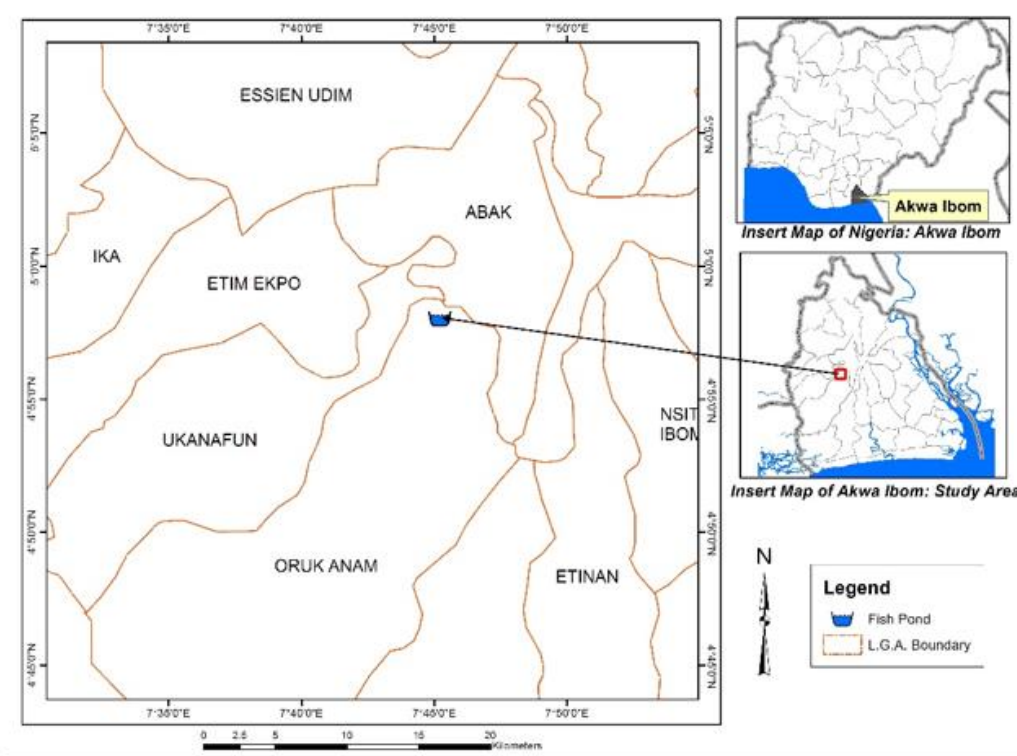 7°35'0"E 7°40'0"E 7°45'0"E 7°50'0"E
ESSIEN UDIM
5°5'0"N
5°5'0"N
ABAK
IKA
5°0'0"N
5°0'0"N
ETIM EKPO
4°55'0"N
4°55'0"N
NSIT
IBOM
UKANAFUN
4°50'0"N
4°50'0"N
ORUK ANAM
ETINAN
4°45'0"N
4°45'0"N
7°35'0"E 7°40'0"E 7°45'0"E 7°50'0"E
0 2.5 5 10 15 20
Kilometers
Akwa Ibom
Insert Map of Nigeria: Akwa Ibom
Insert Map of Akwa Ibom: Study Area
N
Legend
Fish Pond
L.G.A. Boundary